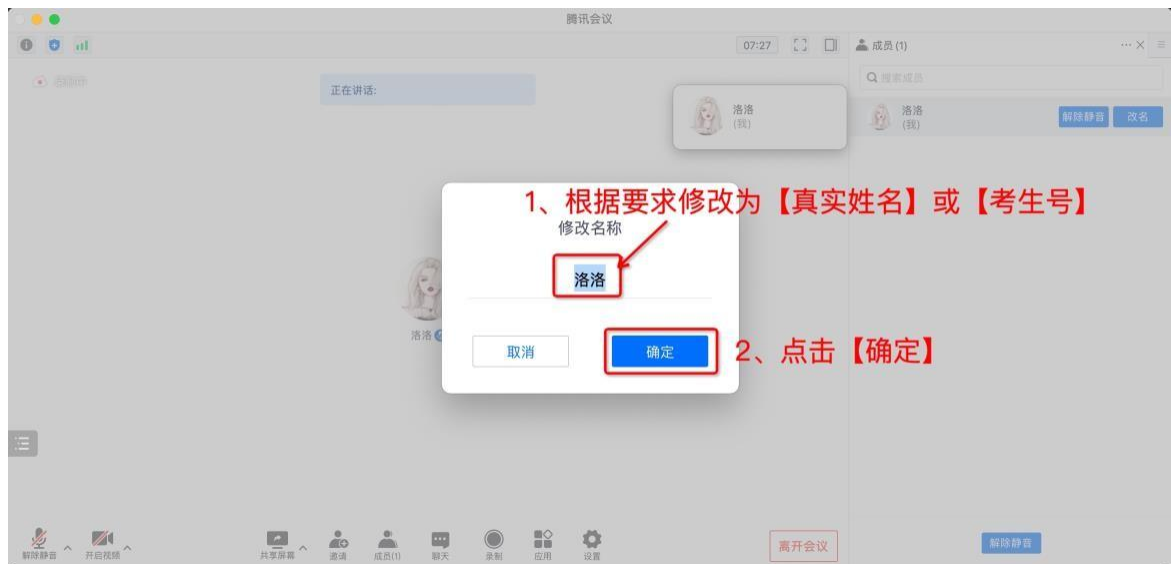 腾讯会议
07:27
成员(1)
录制中
正在讲话:
搜索成员
洛洛
(我)
洛洛
(我)
解除静音
改名
1、根据要求修改为【真实姓名】或【考生号】
修改名称
洛洛
洛洛
取消
确定
2、点击【确定】
解除静音
开启视频
共享屏幕
邀请
成员(1)
聊天
录制
应用
设置
离开会议
解除静音